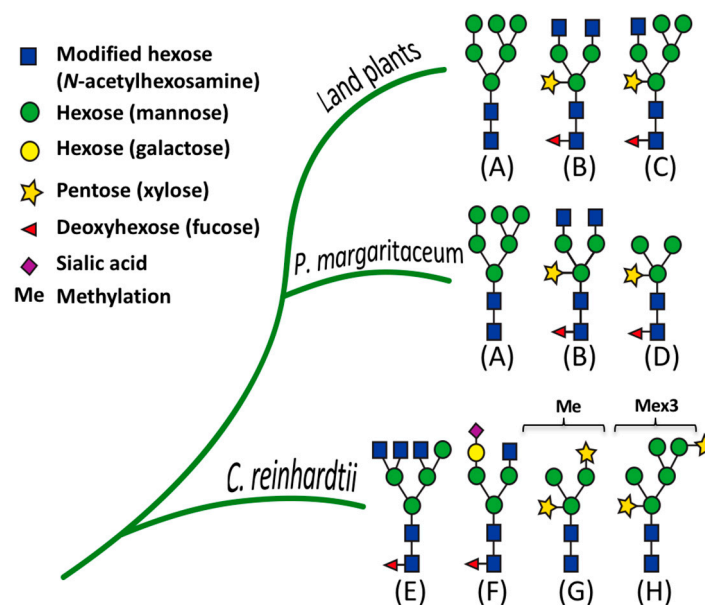 Modified hexose
(N-acetylhexosamine)
Hexose (mannose)
Hexose (galactose)
Pentose (xylose)
Deoxyhexose (fucose)
Sialic acid
Me Methylation
Land plants
(A) (B) (C)
P. margaritaceum
(A) (B) (D)
Me Mex3
C. reinhardtii
(E) (F) (G) (H)